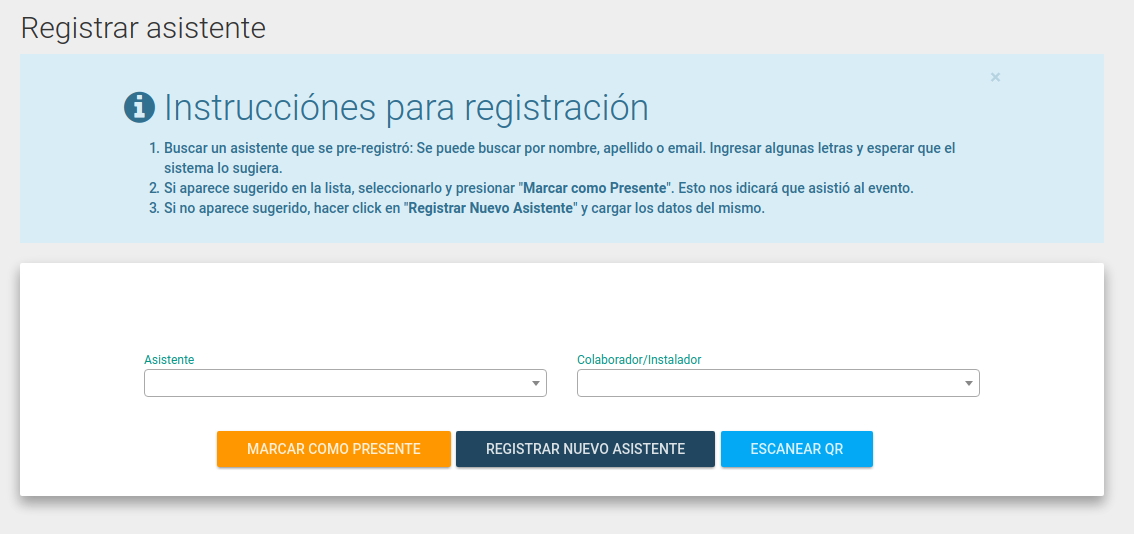 Registrar asistente
×
Instrucciónes para registración
1. Buscar un asistente que se pre-registró: Se puede buscar por nombre, apellido o email. Ingresar algunas letras y esperar que el
sistema lo sugiera.
2. Si aparece sugerido en la lista, seleccionarlo y presionar "Marcar como Presente". Esto nos idicará que asistió al evento.
3. Si no aparece sugerido, hacer click en "Registrar Nuevo Asistente" y cargar los datos del mismo.
Asistente
Colaborador/Instalador
MARCAR COMO PRESENTE
REGISTRAR NUEVO ASISTENTE
ESCANEAR QR